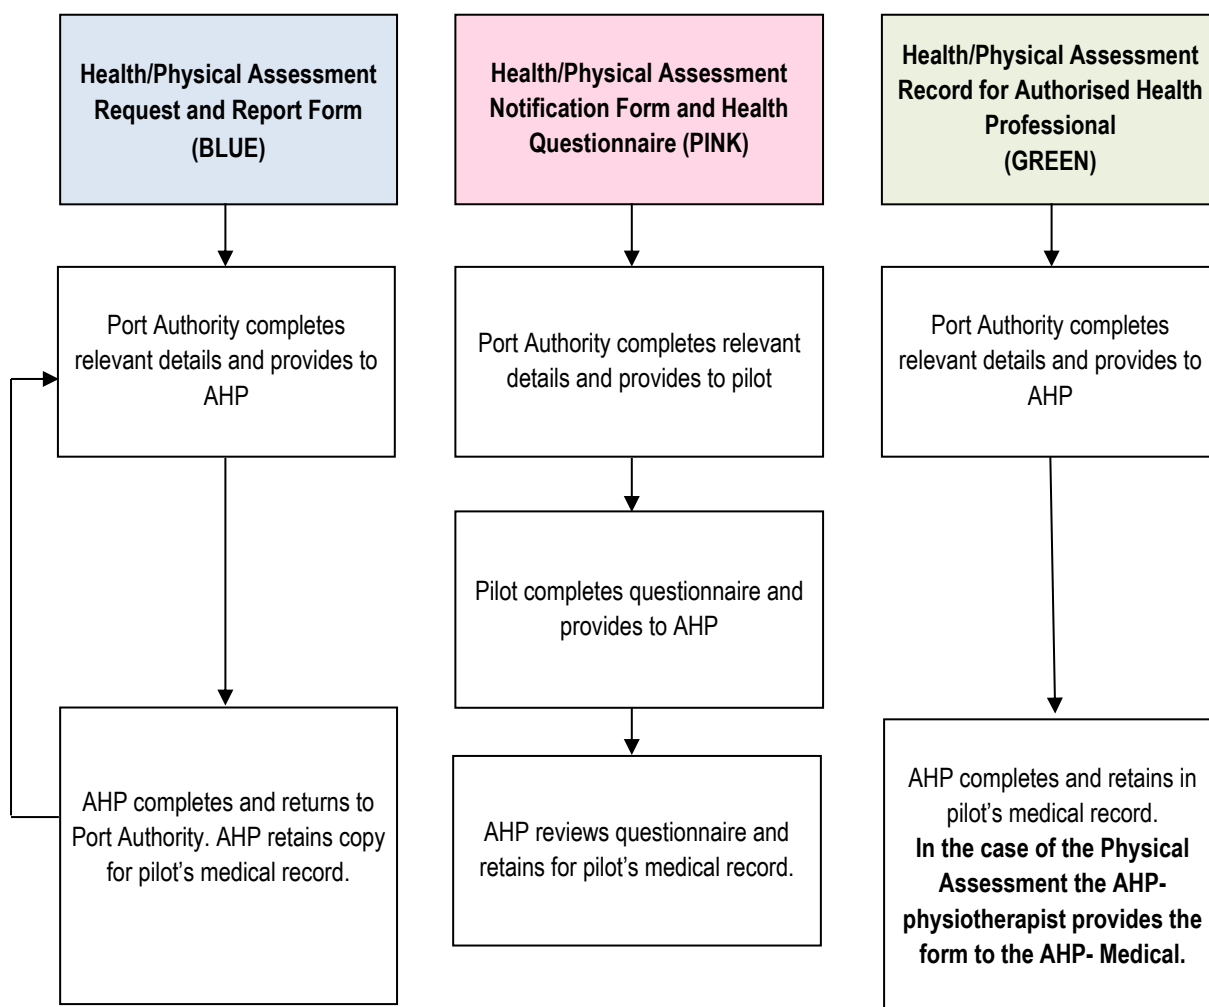 Health/Physical Assessment
Request and Report Form
(BLUE)
Health/Physical Assessment
Notification Form and Health
Questionnaire (PINK)
Health/Physical Assessment
Record for Authorised Health
Professional
(GREEN)
Port Authority completes
relevant details and provides to
AHP
Port Authority completes relevant
details and provides to pilot
Port Authority completes
relevant details and provides to
AHP
Pilot completes questionnaire and
provides to AHP
AHP completes and returns to
Port Authority. AHP retains copy
for pilot’s medical record.
AHP reviews questionnaire and
retains for pilot’s medical record.
AHP completes and retains in
pilot’s medical record.
In the case of the Physical
Assessment the AHP-
physiotherapist provides the
form to the AHP- Medical.